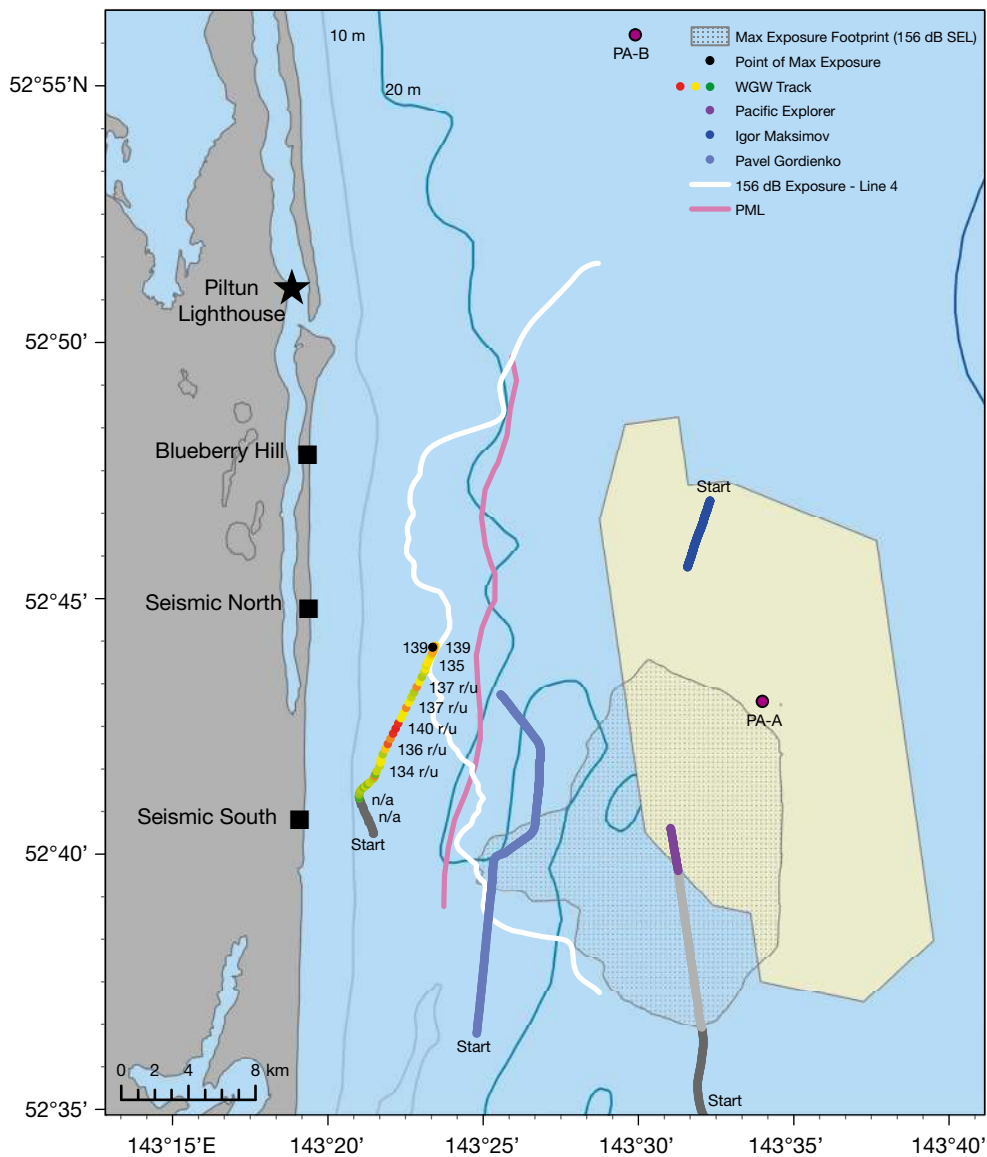 10 m
20 m
PA-B
Max Exposure Footprint (156 dB SEL)
Point of Max Exposure
WGW Track
Pacific Explorer
Igor Maksimov
Pavel Gordienko
156 dB Exposure - Line 4
PML
52°55’N
52°50’
52°45’
52°40’
52°35’
Piltun
Lighthouse
Blueberry Hill
Seismic North
Seismic South
Start
139 139
135
137 r/u
137 r/u
140 r/u
136 r/u
134 r/u
n/a
n/a
Start
PA-A
Start
Start
0 2 4 8 km
143°15’E
143°20’
143°25’
143°30’
143°35’
143°40’